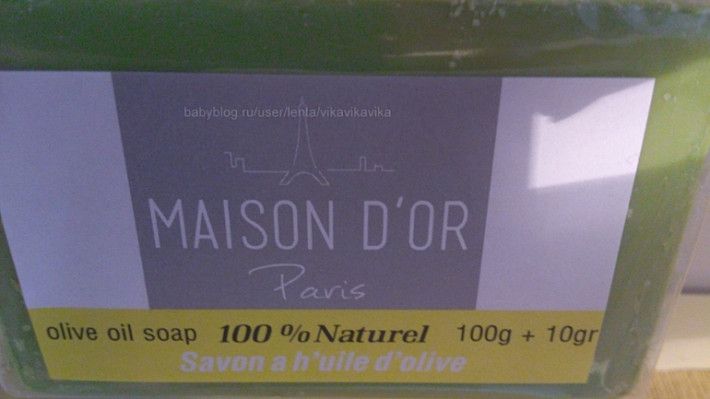 babyblog.ru/user/lenta/vikavikavika
MAISON D'OR
Paris
olive oil soap 100 % Naturel 100g + 10gr
Savon a h'uile d'olive